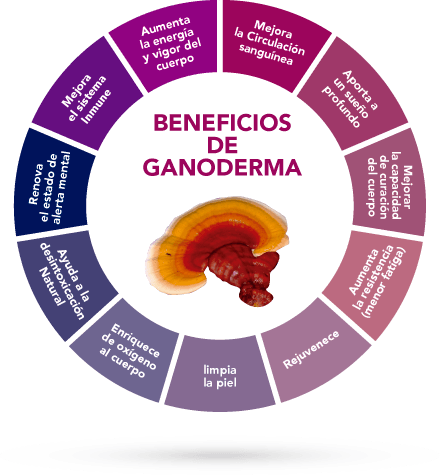 BENEFICIOS
DE
GANODERMA
Aumenta
la energía
y vigor del
cuerpo
Mejora
la Circulación
sanguínea
Aporta a
un sueño
profundo
Mejorar
la capacidad
de curación
del cuerpo
Aumenta
la resistencia
(menor fatiga)
Rejuvenece
limpia
la piel
Enriquece
de oxigeno
al cuerpo
Ayuda a la
desintoxicación
Natural
Renova
el estado de
alerta mental
Mejora
el sistema
Inmune